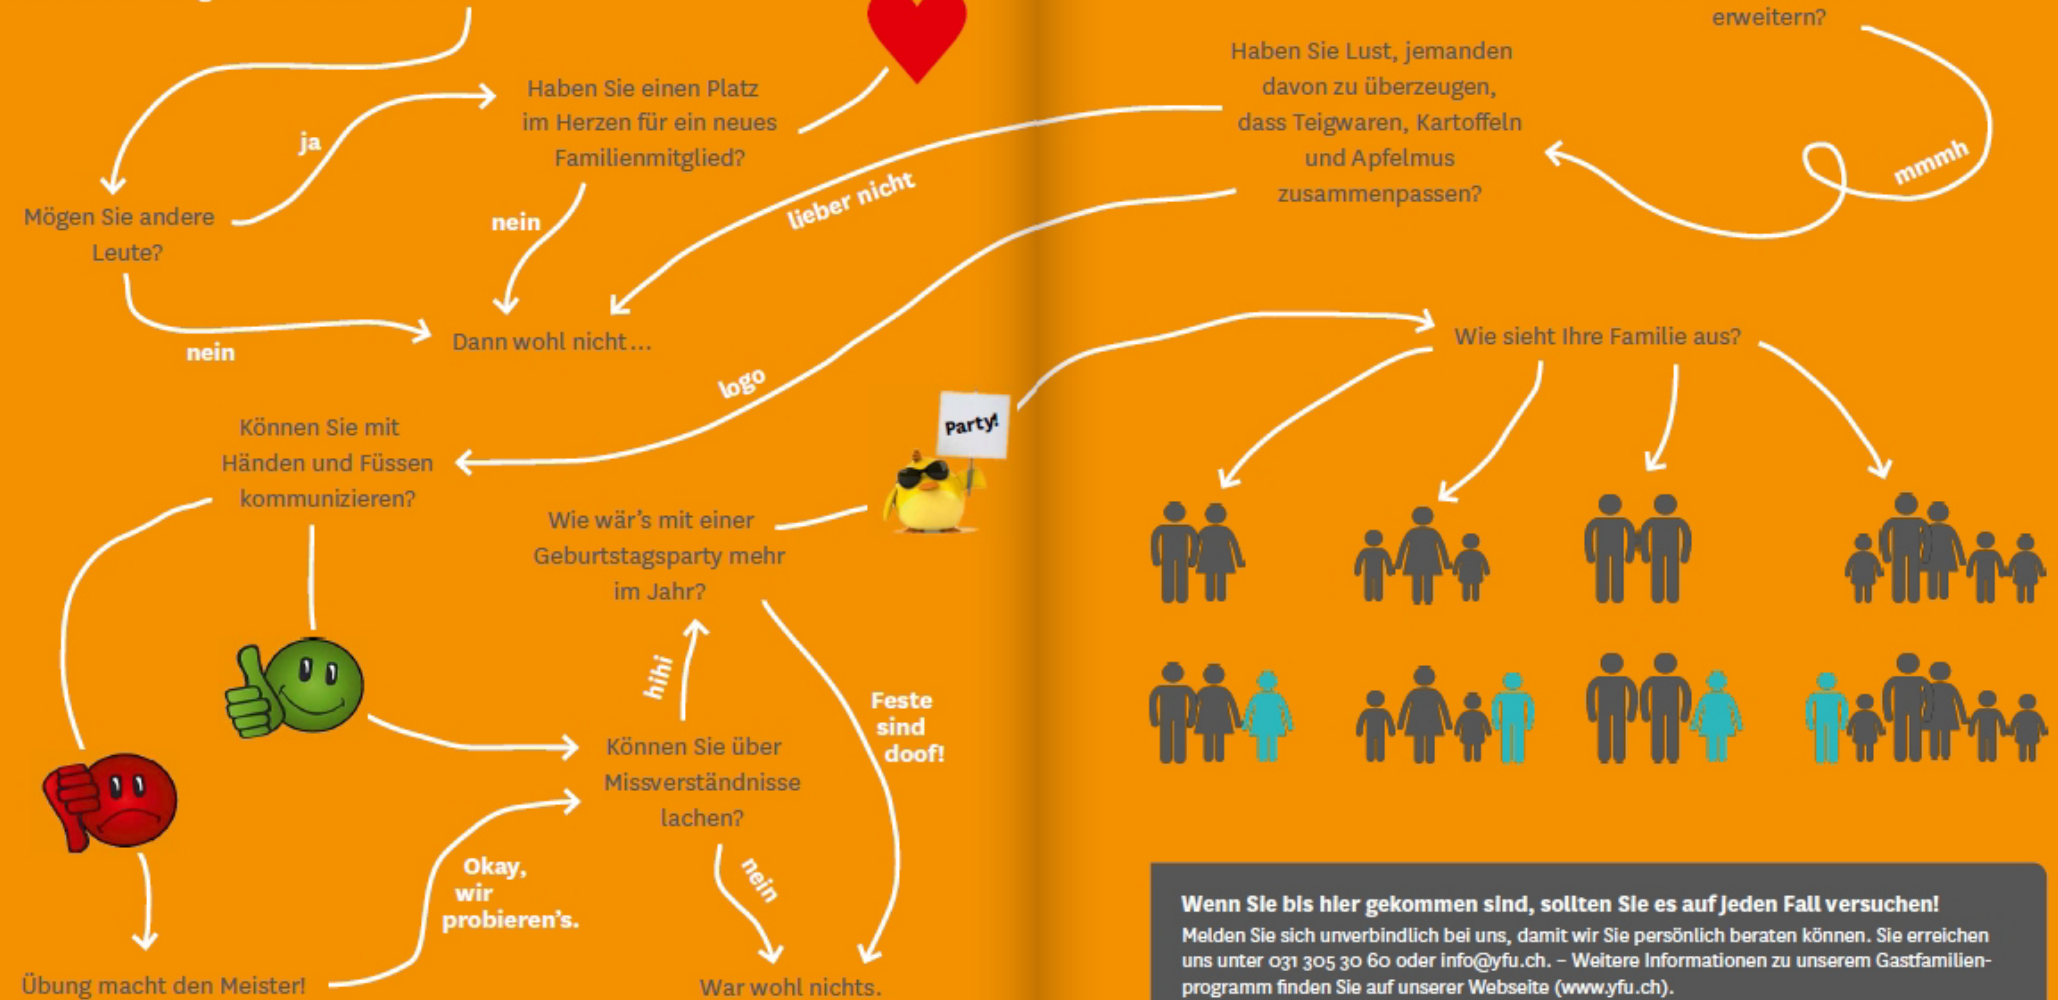 erweitern?
Haben Sie Lust, jemanden
davon zu überzeugen,
dass Teigwaren, Kartoffeln
und Apfelmus
zusammenpassen?
mmmh
Haben Sie einen Platz
im Herzen für ein neues
Familienmitglied?
ja
Mögen Sie andere
Leute?
nein
lieber nicht
nein
Dann wohl nicht...
logo
Können Sie mit
Händen und Füssen
kommunizieren?
Party!
Wie wär's mit einer
Geburtstagsparty mehr
im Jahr?
hihi
Feste
sind
doof!
Können Sie über
Missverständnisse
lachen?
Okay,
wir
probieren's.
nein
Übung macht den Meister!
War wohl nichts.
Wie sieht Ihre Familie aus?
Wenn Sie bis hier gekommen sind, sollten Sie es auf jeden Fall versuchen!
Melden Sie sich unverbindlich bei uns, damit wir Sie persönlich beraten können. Sie erreichen
uns unter 031 305 30 60 oder info@yfu.ch. – Weitere Informationen zu unserem Gastfamilien-
programm finden Sie auf unserer Webseite (www.yfu.ch).